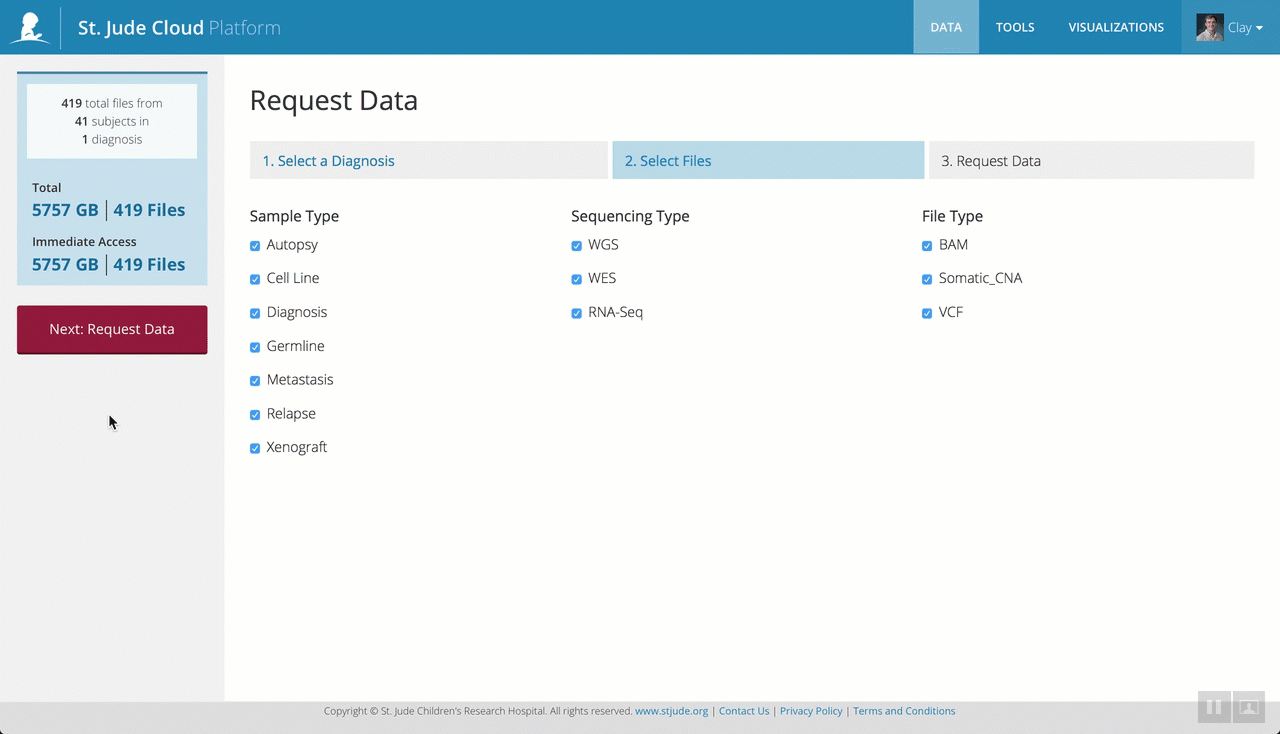 St. Jude Cloud Platform
DATA
TOOLS
VISUALIZATIONS
Clay
419 total files from
41 subjects in
1 diagnosis
Total
5757 GB | 419 Files
Immediate Access
5757 GB | 419 Files
Next: Request Data
Request Data
1. Select a Diagnosis
2. Select Files
3. Request Data
Sample Type
Autopsy
Cell Line
Diagnosis
Germline
Metastasis
Relapse
Xenograft
Sequencing Type
WGS
WES
RNA-Seq
File Type
BAM
Somatic_CNA
VCF
Copyright © St. Jude Children's Research Hospital. All rights reserved. www.stjude.org | Contact Us | Privacy Policy | Terms and Conditions